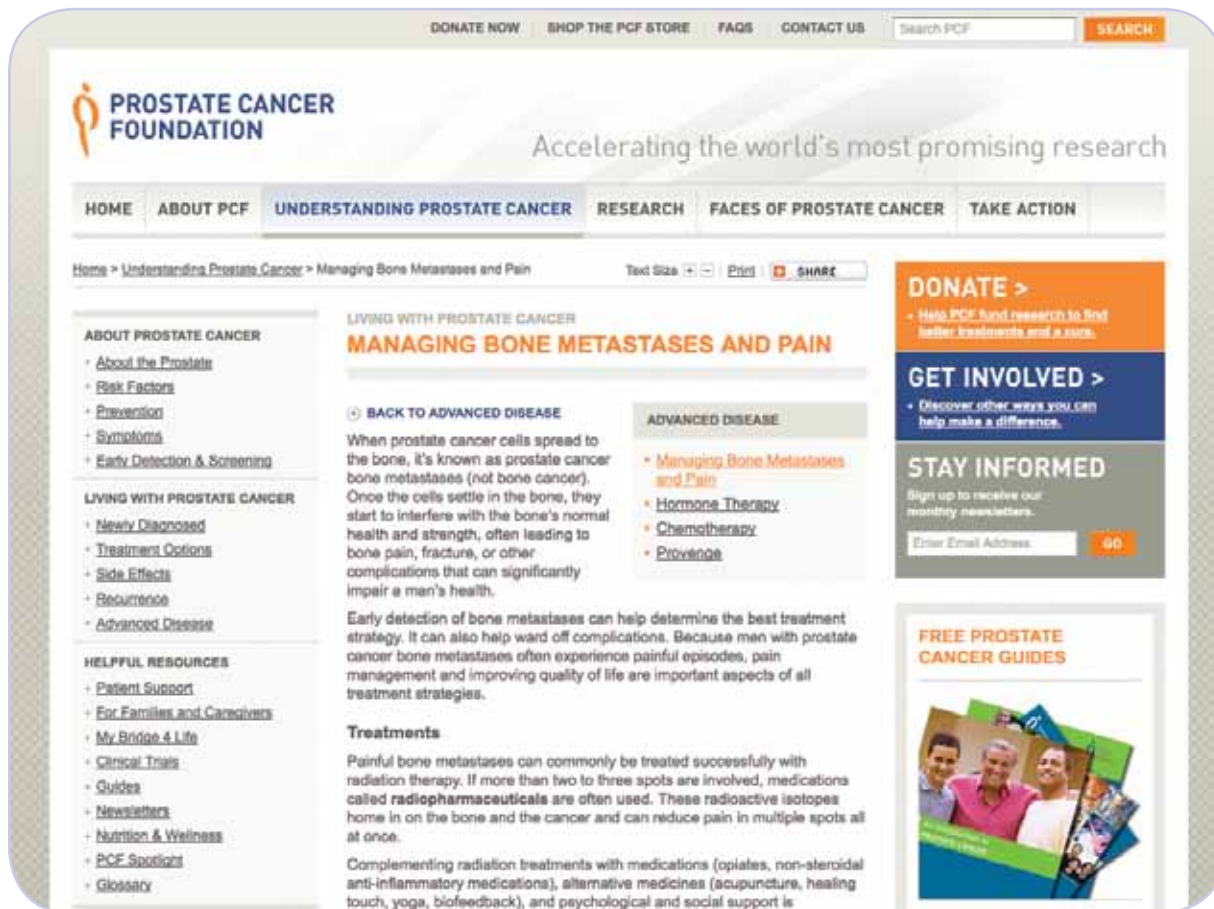 DONATE NOW SHOP THE PCF STORE FAQS CONTACT US Search PCF SEARCH
PROSTATE CANCER
FOUNDATION
Accelerating the world's most promising research
HOME ABOUT PCF UNDERSTANDING PROSTATE CANCER RESEARCH FACES OF PROSTATE CANCER TAKE ACTION
Home > Understanding Prostate Cancer > Managing Bone Metastases and Pain
Text Size + - Print SHARE
ABOUT PROSTATE CANCER
About the Prostate
Risk Factors
Prevention
Symptoms
Early Detection & Screening
LIVING WITH PROSTATE CANCER
Newly Diagnosed
Treatment Options
Side Effects
Recurrence
Advanced Disease
HELPFUL RESOURCES
Patient Support
For Families and Caregivers
My Bridge 4 Life
Clinical Trials
Guides
Newsletters
Nutrition & Wellness
PCF Spotlight
Glossary
LIVING WITH PROSTATE CANCER
MANAGING BONE METASTASES AND PAIN
BACK TO ADVANCED DISEASE
When prostate cancer cells spread to
the bone, it's known as prostate cancer
bone metastases (not bone cancer).
Once the cells settle in the bone, they
start to interfere with the bone's normal
health and strength, often leading to
bone pain, fracture, or other
complications that can significantly
impair a man's health.
ADVANCED DISEASE
Managing Bone Metastases
and Pain
Hormone Therapy
Chemotherapy
Provenge
Early detection of bone metastases can help determine the best treatment
strategy. It can also help ward off complications. Because men with prostate
cancer bone metastases often experience painful episodes, pain
management and improving quality of life are important aspects of all
treatment strategies.
Treatments
Painful bone metastases can commonly be treated successfully with
radiation therapy. If more than two to three spots are involved, medications
called radiopharmaceuticals are often used. These radioactive isotopes
home in on the bone and the cancer and can reduce pain in multiple spots all
at once.
Complementing radiation treatments with medications (opiates, non-steroidal
anti-inflammatory medications), alternative medicines (acupuncture, healing
touch, yoga, biofeedback), and psychological and social support is
DONATE >
Help PCF fund research to find
better treatments and a cure.
GET INVOLVED >
Discover other ways you can
help make a difference.
STAY INFORMED
Sign up to receive our
monthly newsletters.
Enter Email Address GO
FREE PROSTATE
CANCER GUIDES